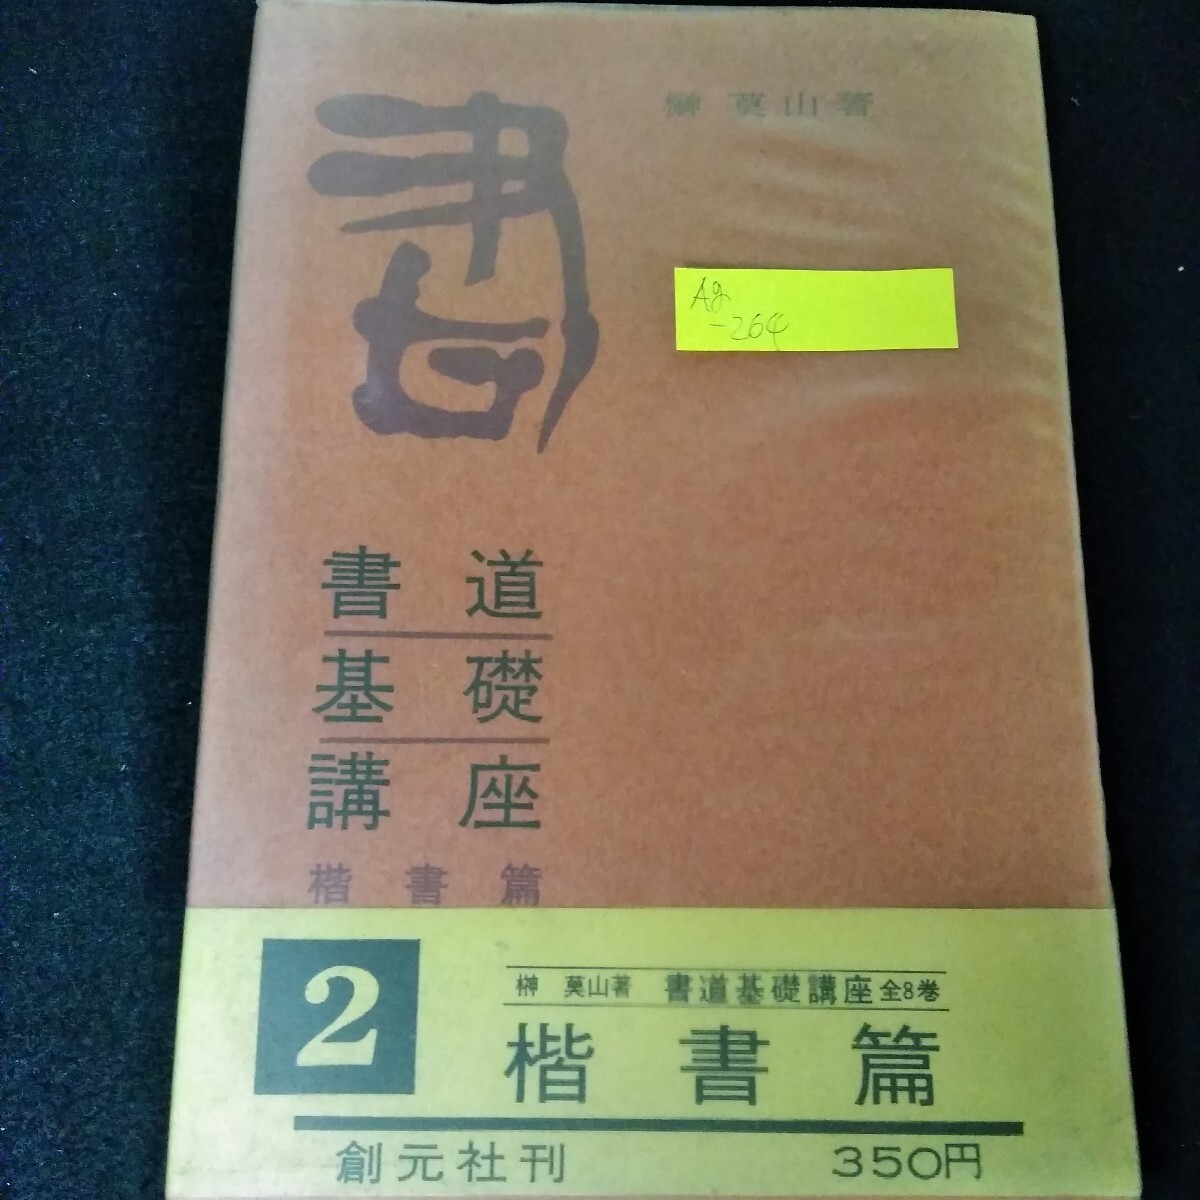 榊 莫山著
書
Ag
-264
書道
基礎
講座
楷書篇
2
榊 莫山著 書道基礎講座 全8巻
楷書篇
創元社刊 350円